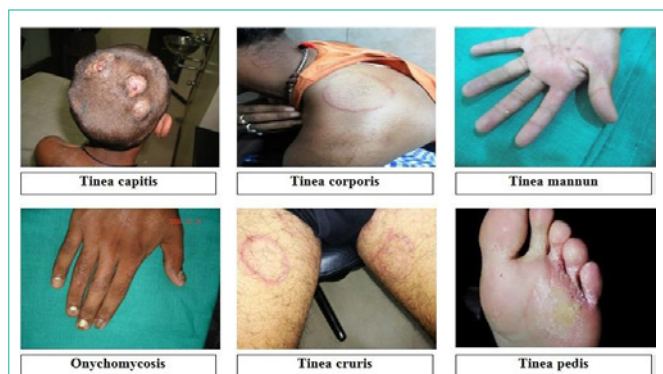 Tinea capitis
Tinea corporis
Tinea mannun
Onychomycosis
Tinea cruris
Tinea pedis